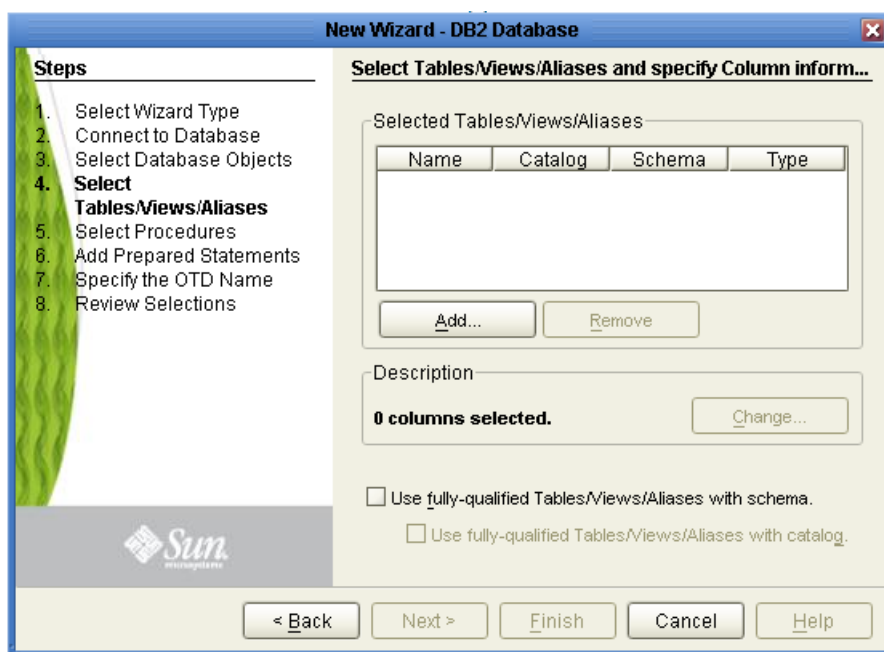 New Wizard - DB2 Database
Steps
1. Select Wizard Type
2. Connect to Database
3. Select Database Objects
4. Select
Tables/Views/Aliases
5. Select Procedures
6. Add Prepared Statements
7. Specify the OTD Name
8. Review Selections
Sun
microsystems
Select Tables/Views/Aliases and specify Column inform...
Selected Tables/Views/Aliases
Name Catalog Schema Type
Add... Remove
Description
0 columns selected. Change...
Use fully-qualified Tables/Views/Aliases with schema.
Use fully-qualified Tables/Views/Aliases with catalog.
< Back Next > Finish Cancel Help